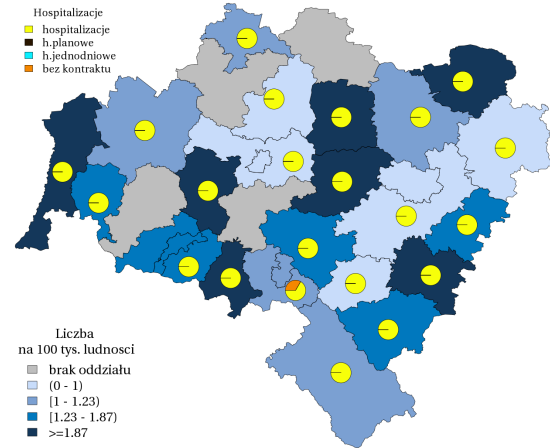 Hospitalizacje
hospitalizacje
h.planowe
h.jednodniowe
bez kontraktu
Liczba
na 100 tys. ludnosci
brak oddziału
(0 - 1)
[1 - 1.23)
[1.23 - 1.87)
>=1.87